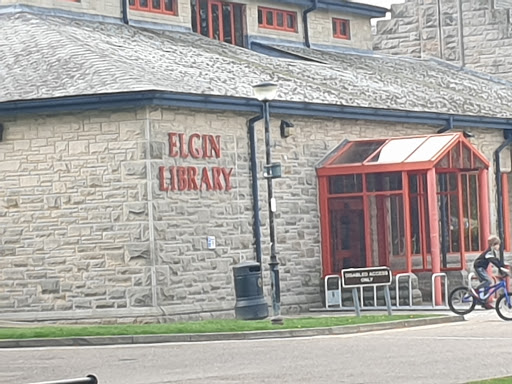 ELGIN
LIBRARY
DISABLED ACCESS
ONLY